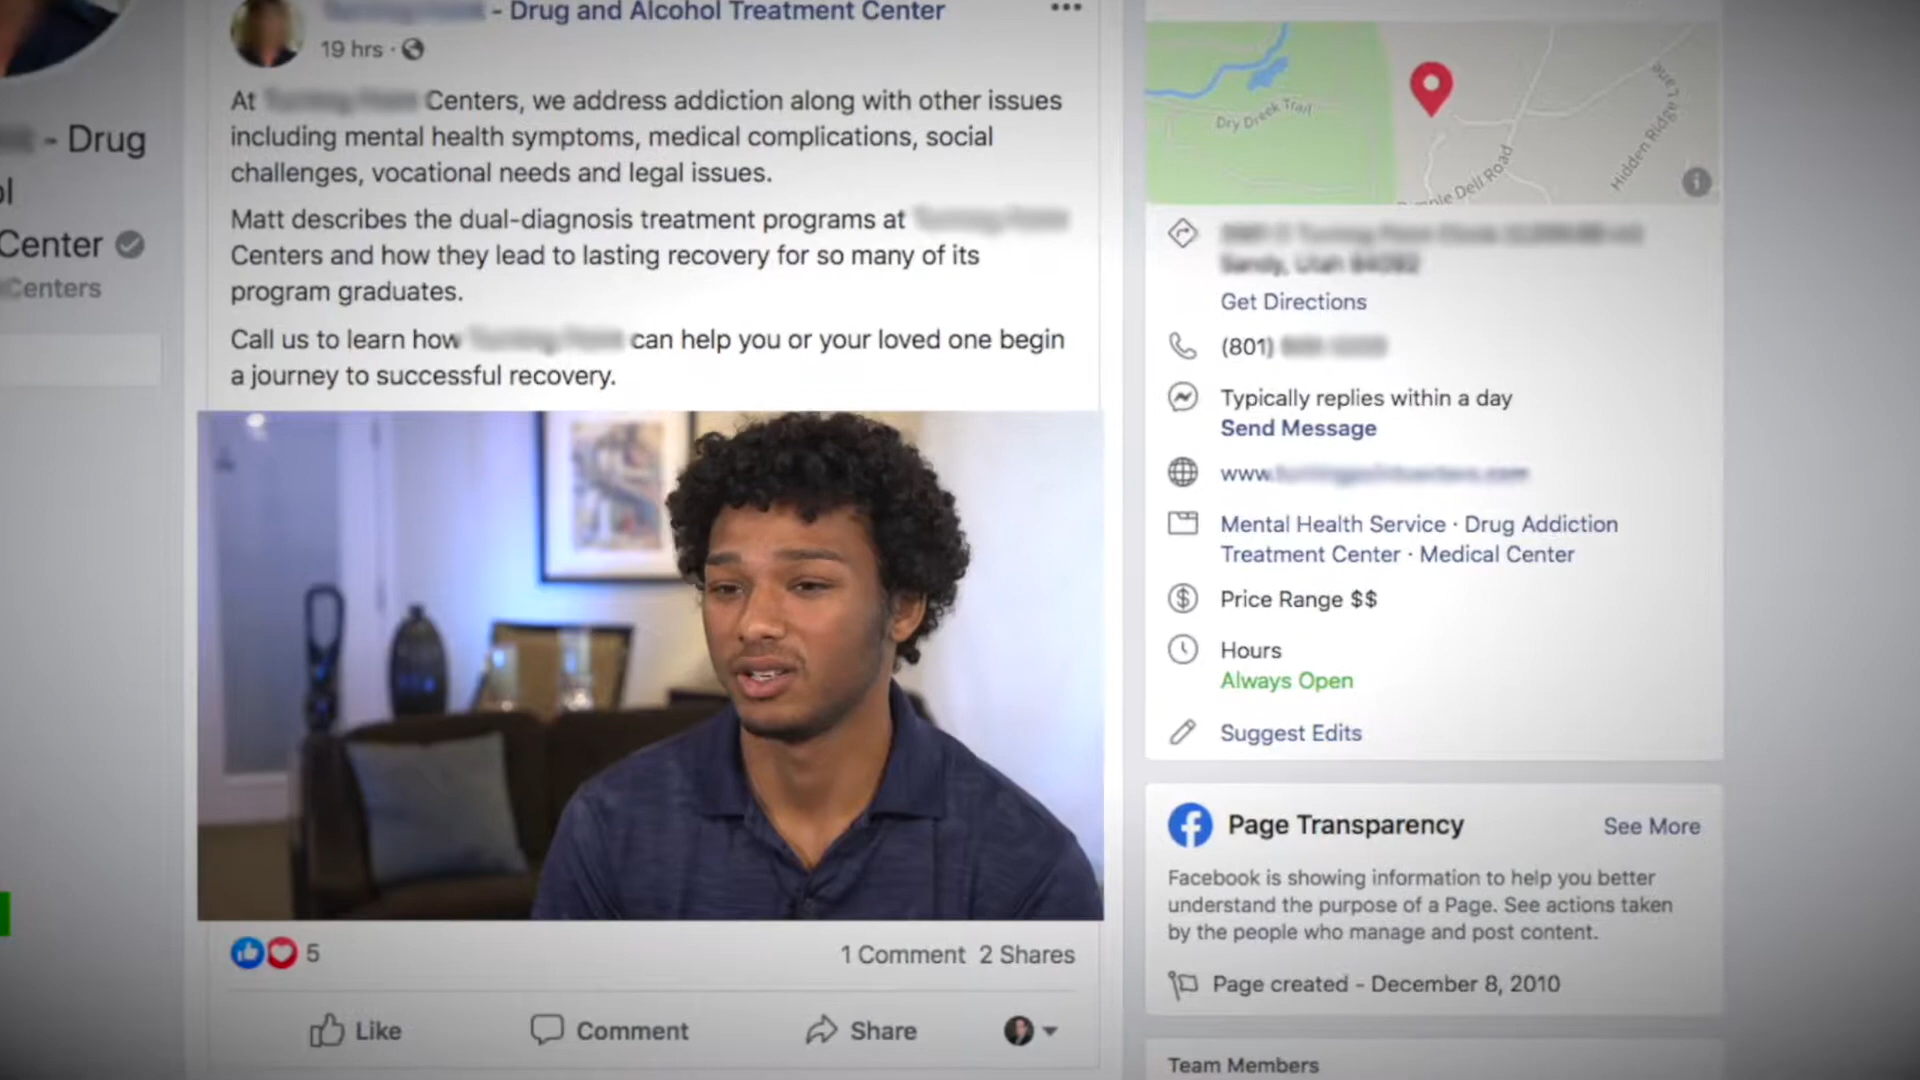 - Drug and Alcohol Treatment Center
19 hrs ·
At Centers, we address addiction along with other issues
including mental health symptoms, medical complications, social
challenges, vocational needs and legal issues.
Matt describes the dual-diagnosis treatment programs at
Centers and how they lead to lasting recovery for so many of its
program graduates.
Call us to learn how can help you or your loved one begin
a journey to successful recovery.
5
1 Comment 2 Shares
Like
Comment
Share
- Drug
Center
Centers
Dry Creek Trail
Dell Road
Hidden Ridge Lane
Get Directions
(801)
Typically replies within a day
Send Message
www.
Mental Health Service · Drug Addiction
Treatment Center · Medical Center
Price Range $$
Hours
Always Open
Suggest Edits
Page Transparency
See More
Facebook is showing information to help you better
understand the purpose of a Page. See actions taken
by the people who manage and post content.
Page created - December 8, 2010
Team Members